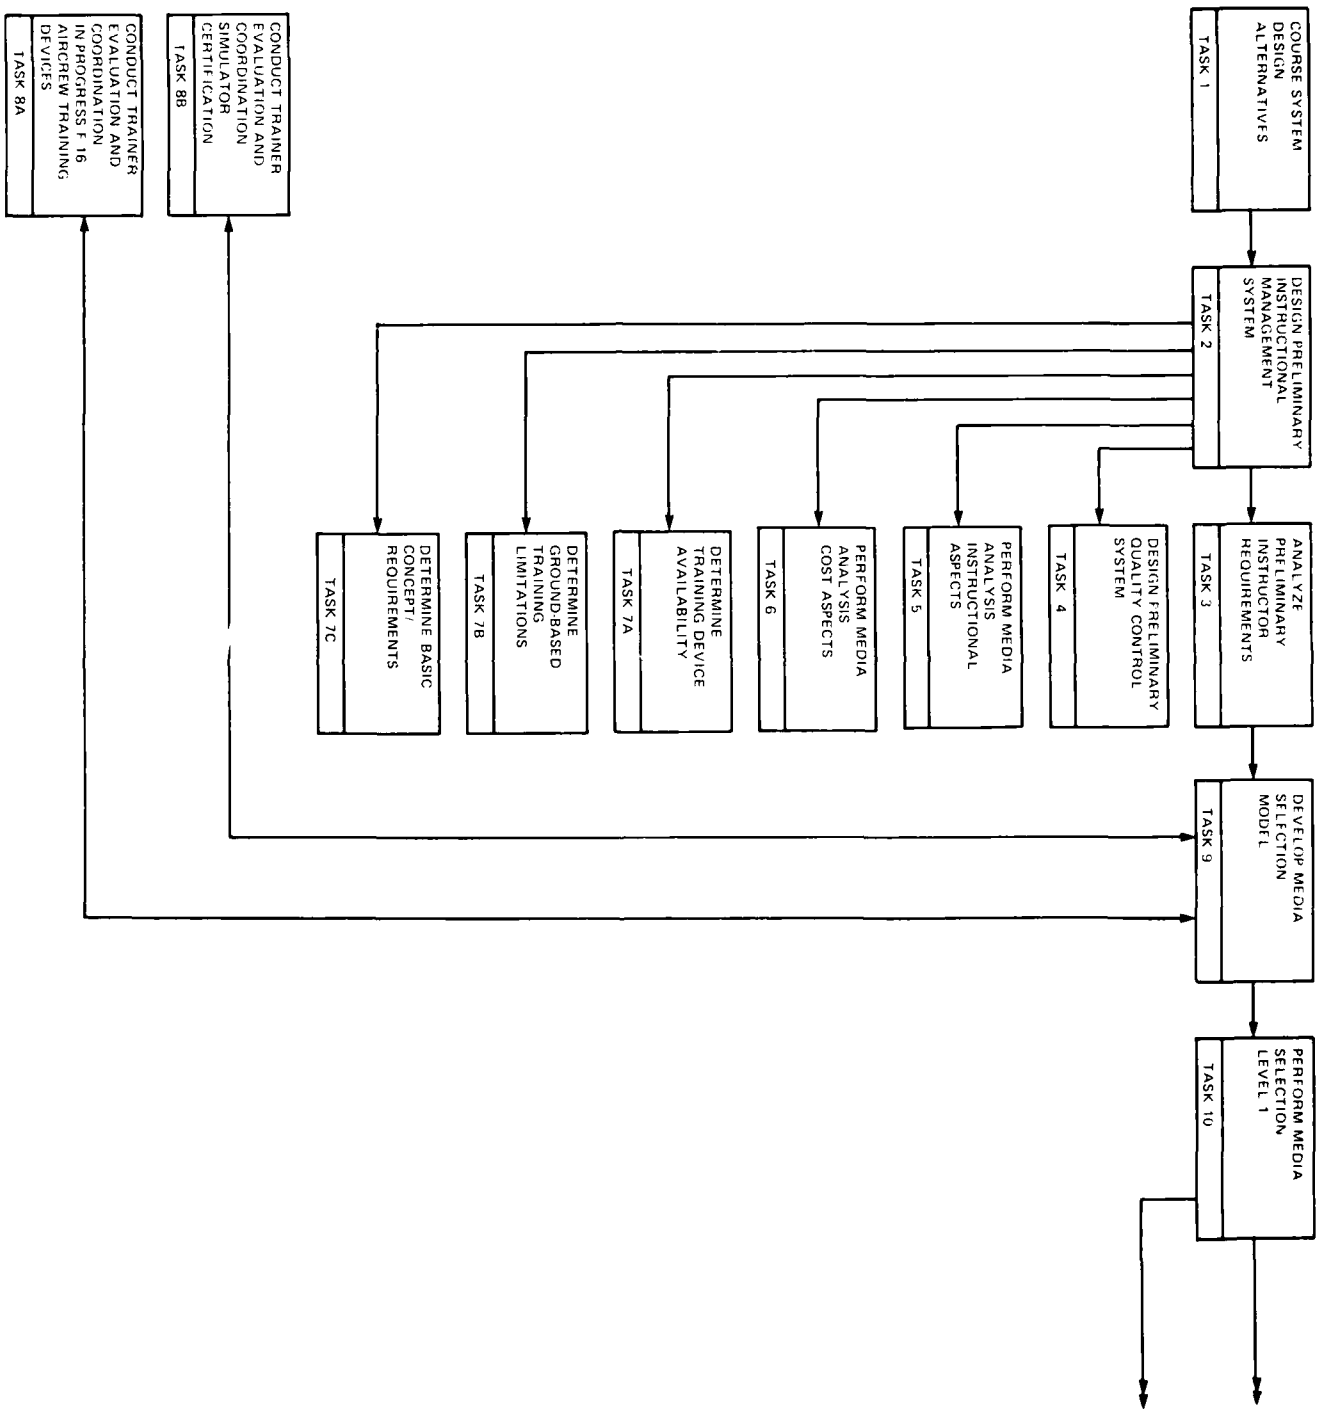 COURSE SYSTEM
DESIGN
ALTERNATIVES
TASK 1
DESIGN PRELIMINARY
INSTRUCTIONAL
MANAGEMENT
SYSTEM
TASK 2
ANALYZE
PRELIMINARY
INSTRUCTOR
REQUIREMENTS
TASK 3
DEVELOP MEDIA
SELECTION
MODEL
TASK 9
PERFORM MEDIA
SELECTION
LEVEL 1
TASK 10
DESIGN PRELIMINARY
QUALITY CONTROL
SYSTEM
TASK 4
PERFORM MEDIA
ANALYSIS
INSTRUCTIONAL
ASPECTS
TASK 5
PERFORM MEDIA
ANALYSIS
COST ASPECTS
TASK 6
DETERMINE
TRAINING DEVICE
AVAILABILITY
TASK 7A
DETERMINE
GROUND-BASED
TRAINING
LIMITATIONS
TASK 7B
DETERMINE BASIC
CONCEPT/
REQUIREMENTS
TASK 7C
CONDUCT TRAINER
EVALUATION AND
COORDINATION
SIMULATOR
CERTIFICATION
TASK 8B
CONDUCT TRAINER
EVALUATION AND
COORDINATION
IN PROGRESS F 16
AIRCREW TRAINING
DEVICES
TASK 8A